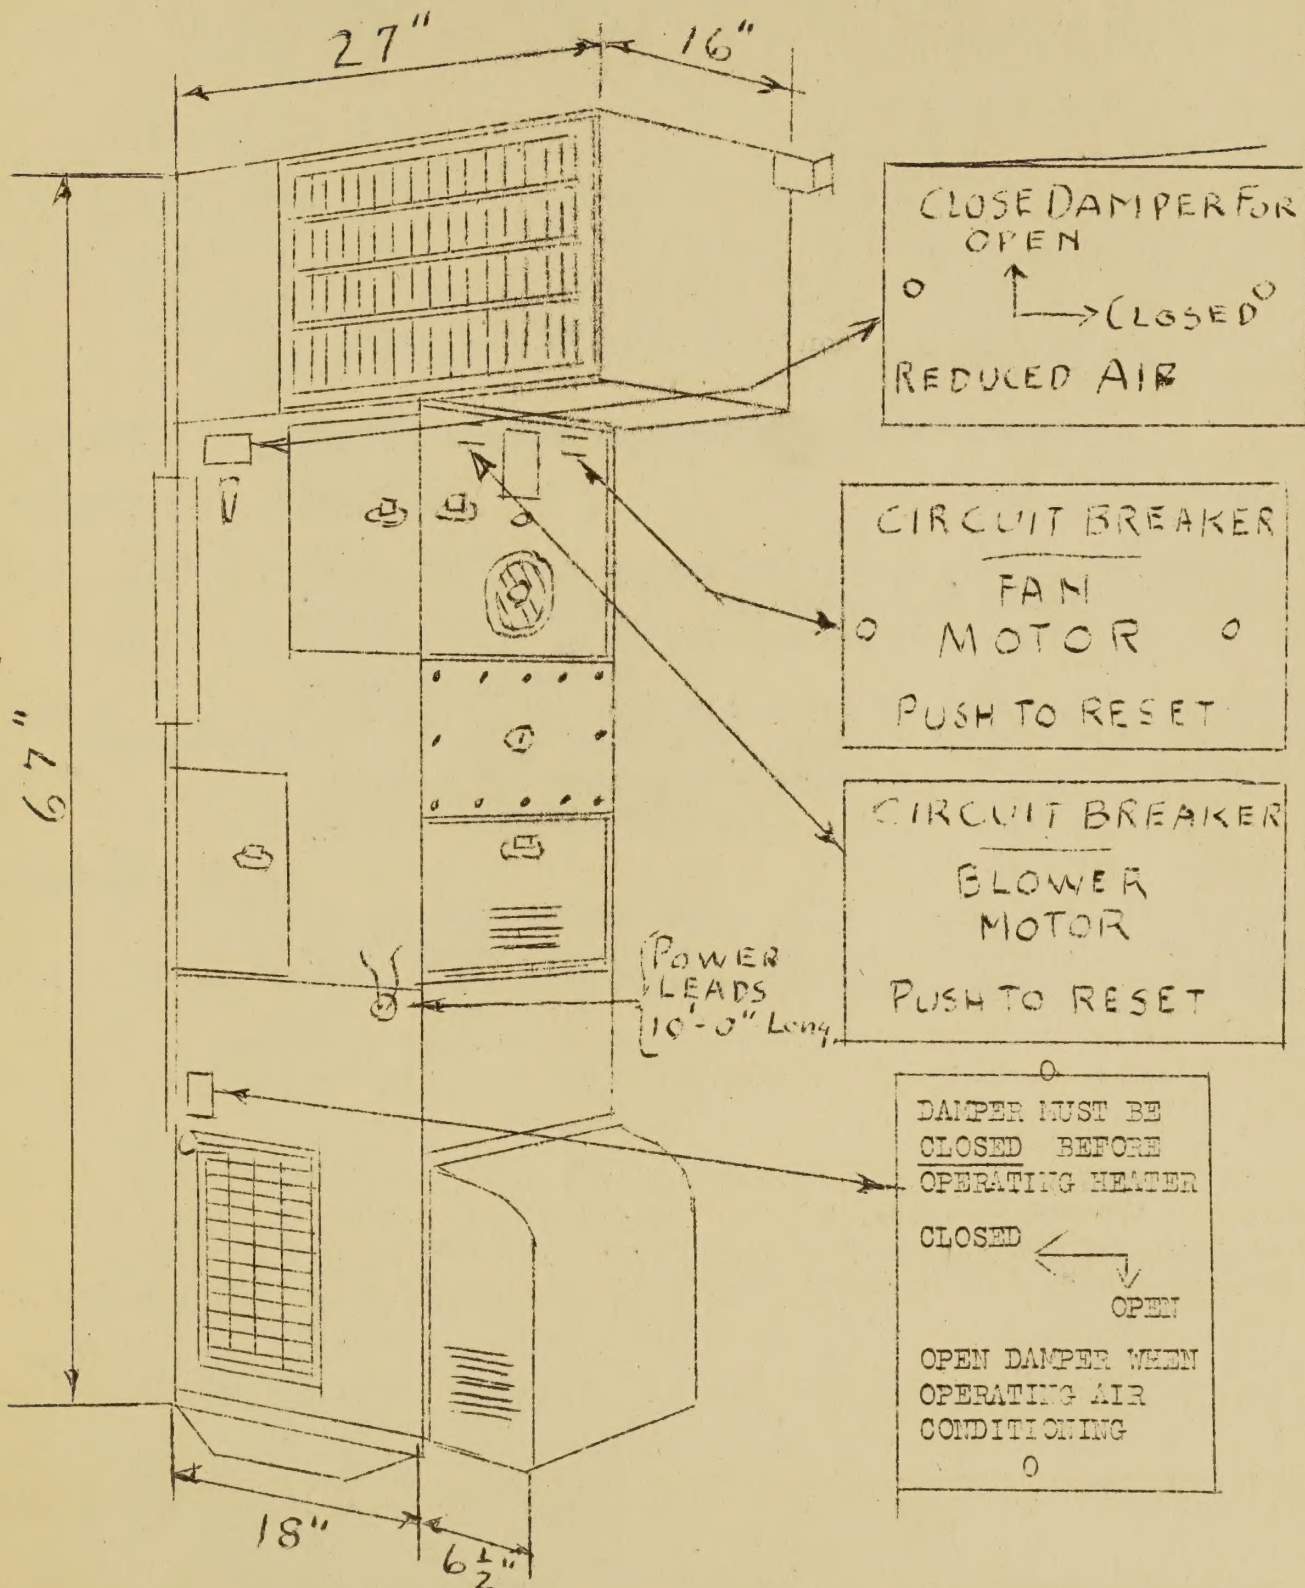 27"
16"
CLOSE DAMPER FOR
OPEN
CLOSED
REDUCED AIR
CIRCUIT BREAKER
FAN
MOTOR
PUSH TO RESET
67"
CIRCUIT BREAKER
BLOWER
MOTOR
PUSH TO RESET
POWER
LEADS
10'-0" Long.
DAMPER MUST BE
CLOSED BEFORE
OPERATING HEATER
CLOSED
OPEN
OPEN DAMPER WHEN
OPERATING AIR
CONDITIONING
18"
6 1/2"